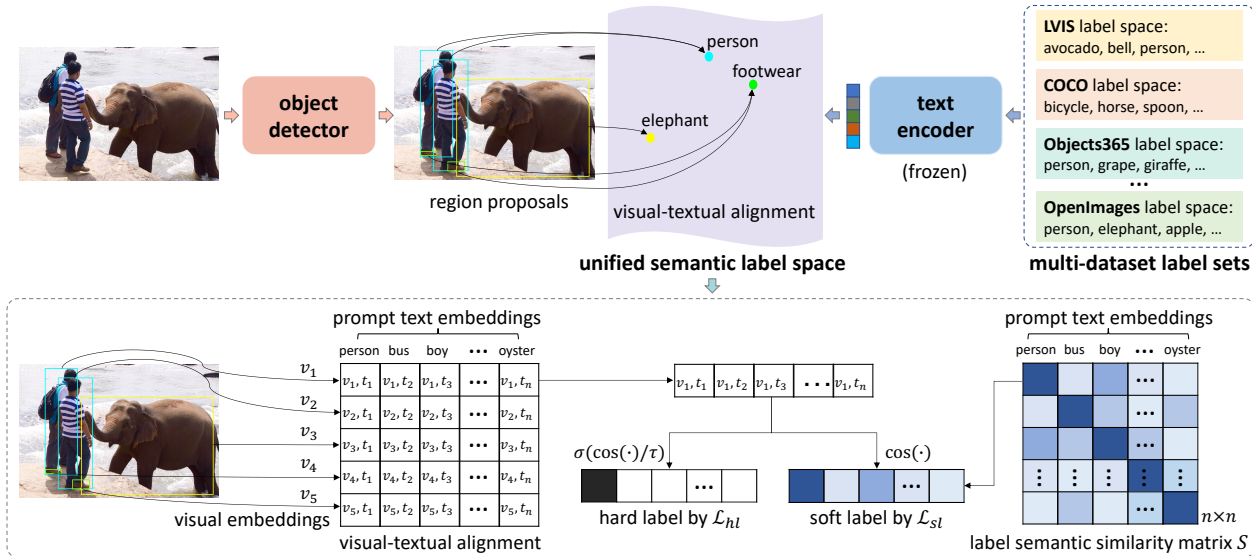 object
detector
region proposals
person
footwear
elephant
visual-textual alignment
unified semantic label space
text
encoder
(frozen)
LVIS label space:
avocado, bell, person, ...
COCO label space:
bicycle, horse, spoon, ...
Objects365 label space:
person, grape, giraffe, ...
...
OpenImages label space:
person, elephant, apple, ...
multi-dataset label sets
prompt text embeddings
person bus boy ... oyster
v₁
v₁, t₁ v₁, t₂ v₁, t₃ ... v₁, tₙ
v₂
v₂, t₁ v₂, t₂ v₂, t₃ ... v₂, tₙ
v₃
v₃, t₁ v₃, t₂ v₃, t₃ ... v₃, tₙ
v₄
v₄, t₁ v₄, t₂ v₄, t₃ ... v₄, tₙ
v₅
v₅, t₁ v₅, t₂ v₅, t₃ ... v₅, tₙ
visual embeddings
visual-textual alignment
v₁, t₁ v₁, t₂ v₁, t₃ ... v₁, tₙ
σ(cos(·)/τ)
cos(·)
...
...
hard label by ℒₕₗ
soft label by ℒₛₗ
prompt text embeddings
person bus boy ... oyster
...
...
...
⋮ ⋮ ⋮ ⋮ ⋮
...
n×n
label semantic similarity matrix S